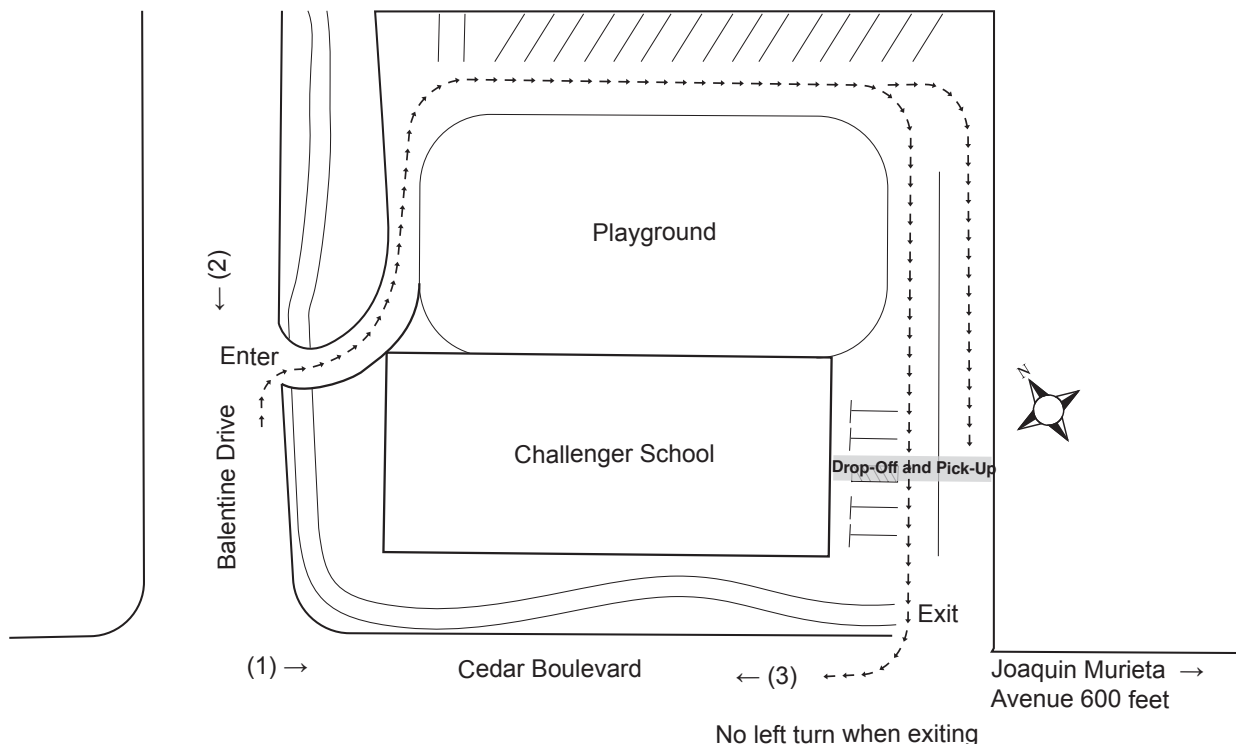 Playground
← (2)
Enter
N
Balentine Drive
Challenger School
Drop-Off and Pick-Up
Exit
(1) →
Cedar Boulevard
← (3)
Joaquin Murieta →
Avenue 600 feet
No left turn when exiting